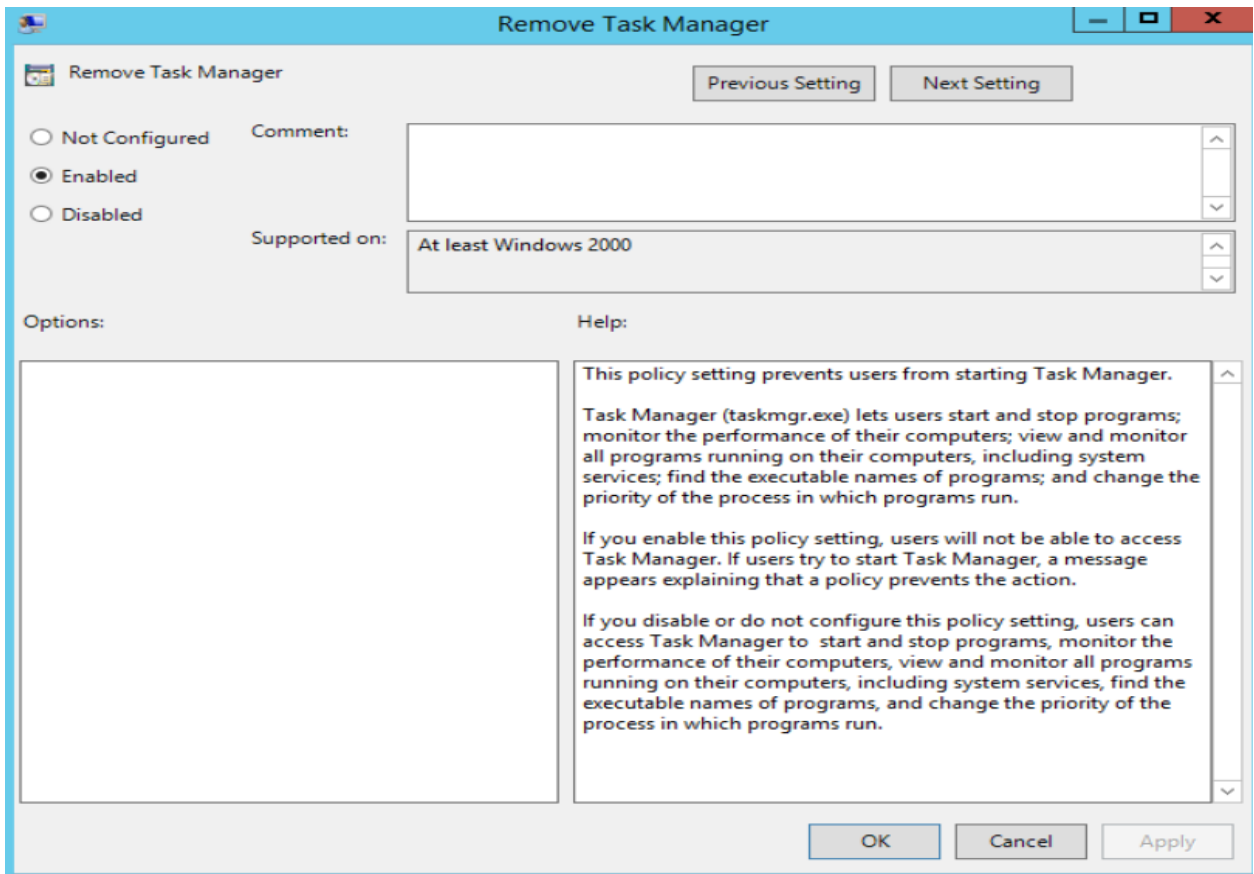 Remove Task Manager
Remove Task Manager
Previous Setting
Next Setting
Not Configured
Comment:
Enabled
Disabled
Supported on:
At least Windows 2000
Options:
Help:
This policy setting prevents users from starting Task Manager.
Task Manager (taskmgr.exe) lets users start and stop programs;
monitor the performance of their computers; view and monitor
all programs running on their computers, including system
services; find the executable names of programs; and change the
priority of the process in which programs run.
If you enable this policy setting, users will not be able to access
Task Manager. If users try to start Task Manager, a message
appears explaining that a policy prevents the action.
If you disable or do not configure this policy setting, users can
access Task Manager to  start and stop programs, monitor the
performance of their computers, view and monitor all programs
running on their computers, including system services, find the
executable names of programs, and change the priority of the
process in which programs run.
OK
Cancel
Apply